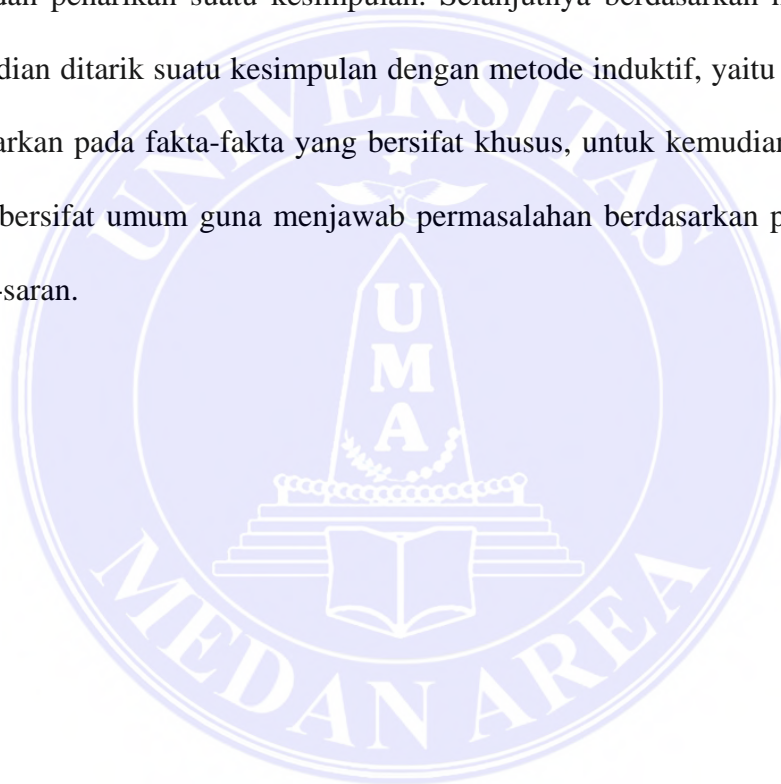 dan penarikan suatu kesimpulan. Selanjutnya berdasarkan
dian ditarik suatu kesimpulan dengan metode induktif, yaitu
arkan pada fakta-fakta yang bersifat khusus, untuk kemudian
bersifat umum guna menjawab permasalahan berdasarkan p
-saran.
UNIVERSITAS
U
M
A
MEDAN AREA